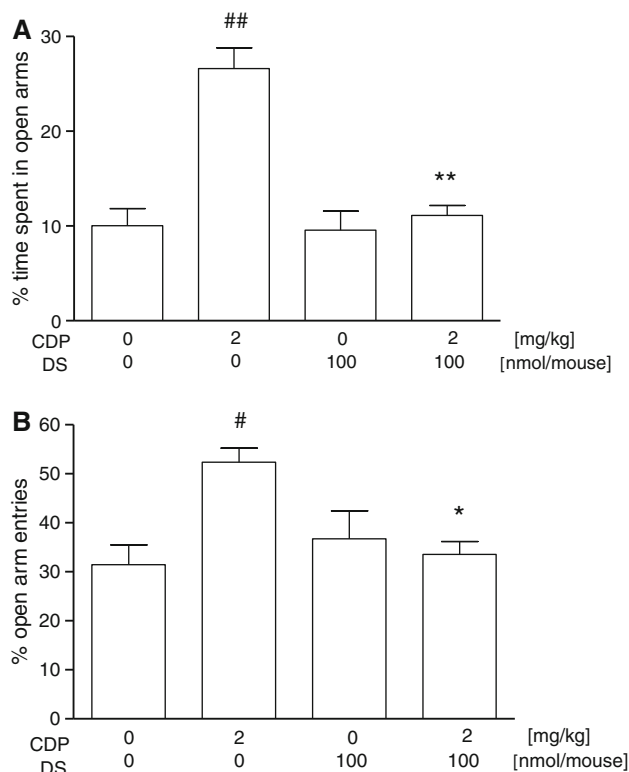 A
% time spent in open arms
30
20
10
0
##
**
CDP 0 2 0 2 [mg/kg]
DS 0 0 100 100 [nmol/mouse]
B
% open arm entries
60
50
40
30
20
10
0
#
*
CDP 0 2 0 2 [mg/kg]
DS 0 0 100 100 [nmol/mouse]